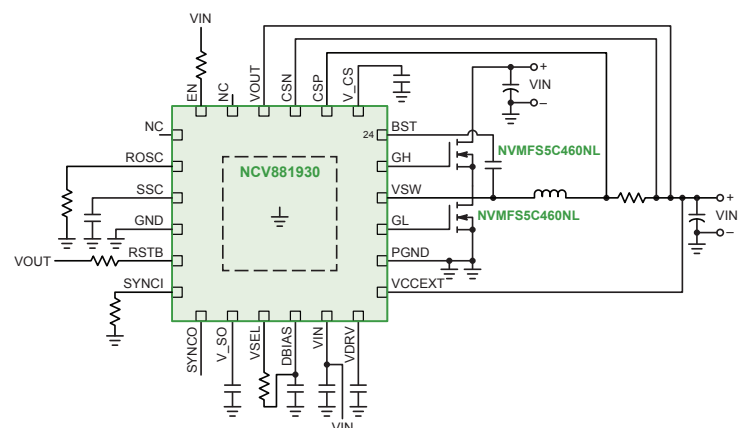 VIN
EN
NC
VOUT
CSN
CSP
V_CS
+
VIN
–
NC
24 BST
NVMFS5C460NL
ROSC
NCV881930
GH
SSC
VSW
+
VIN
–
GND
GL
NVMFS5C460NL
VOUT
RSTB
PGND
SYNCI
VCCEXT
SYNCO
V_SO
VSEL
DBIAS
VIN
VDRV
VIN